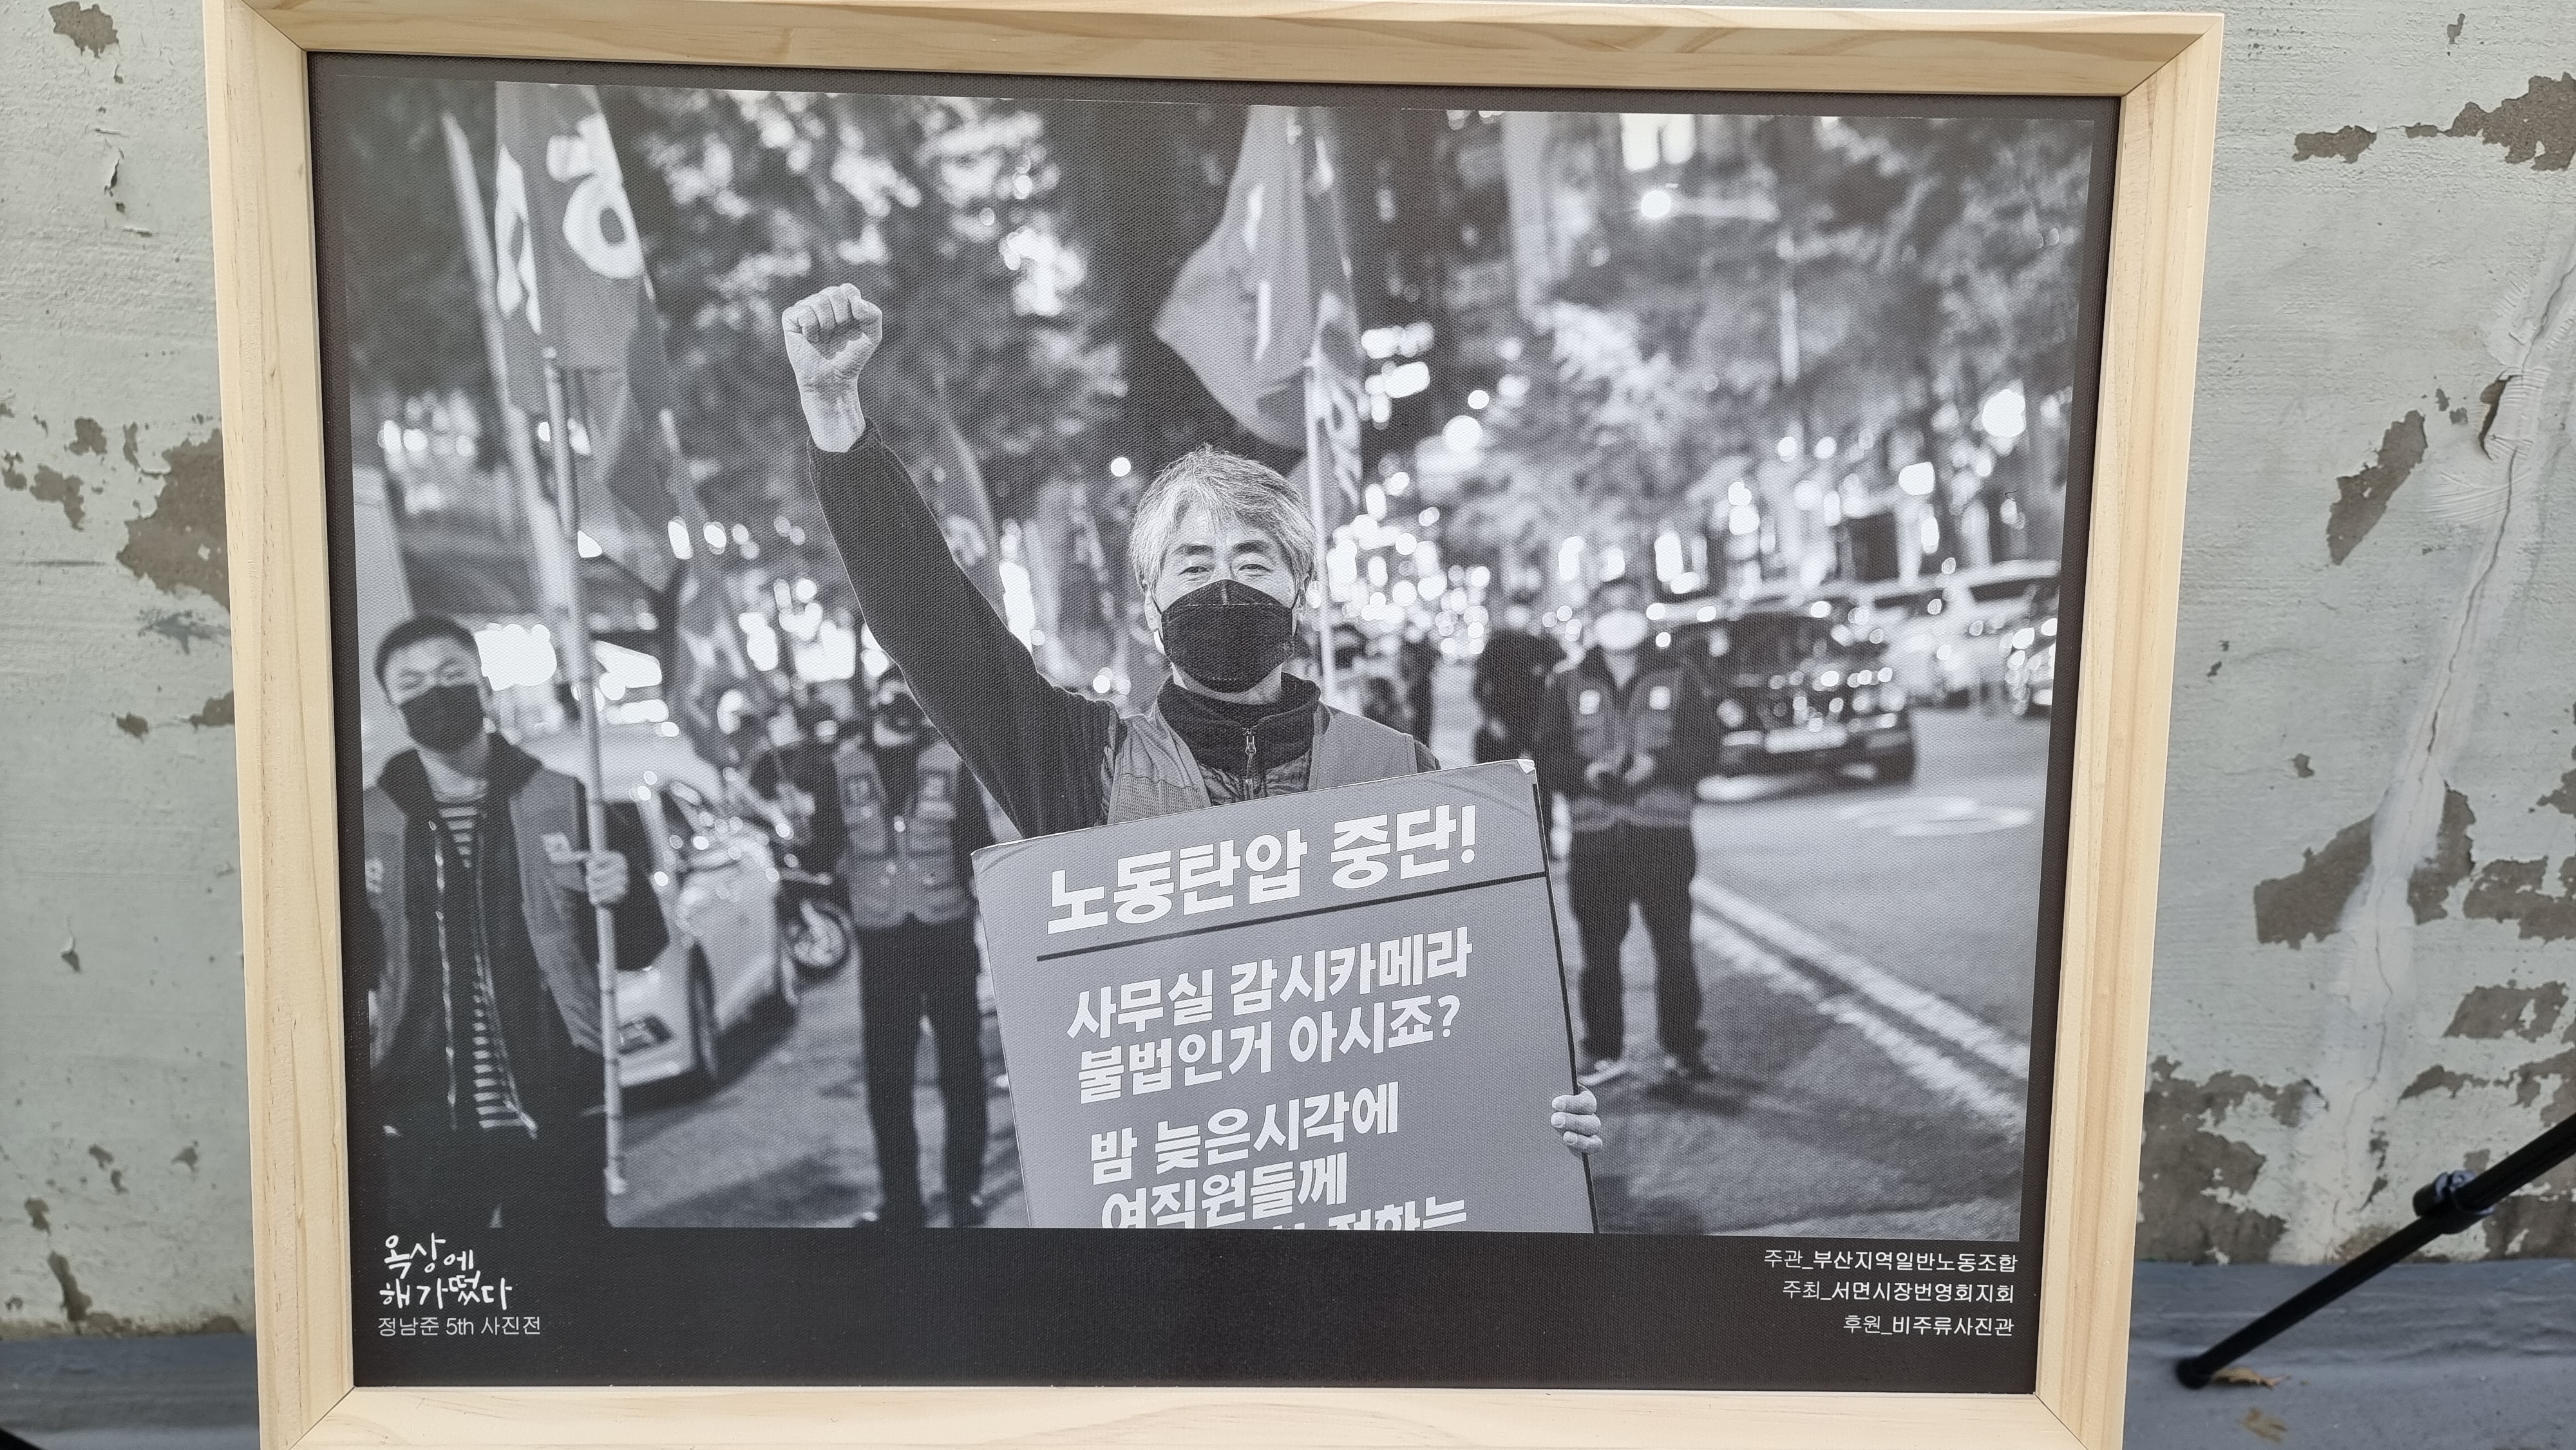 노동탄압 중단!
사무실 감시카메라
불법인거 아시죠?
밤 늦은시각에
여직원들께
전하는
옥상에
해가떴다
정남준 5th 사진전
주관_부산지역일반노동조합
주최_서면시장번영회지회
후원_비주류사진관